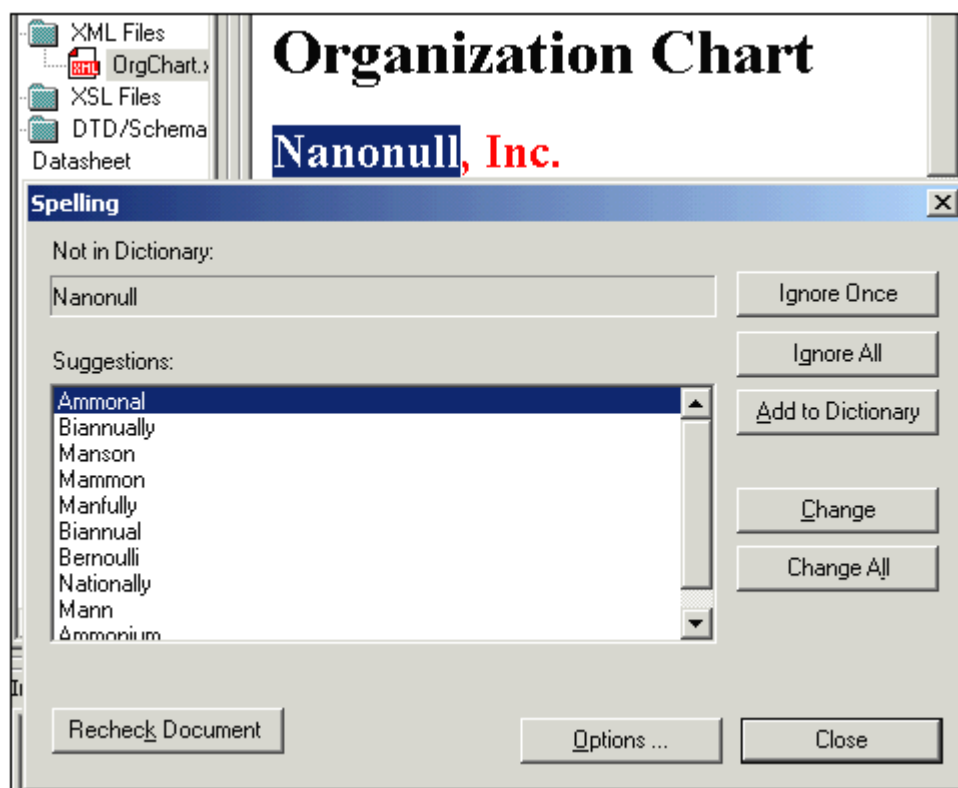 XML Files
OrgChart.x
XSL Files
DTD/Schema
Datasheet
Organization Chart
Nanonull, Inc.
Spelling
Not in Dictionary:
Nanonull
Ignore Once
Ignore All
Add to Dictionary
Suggestions:
Ammonal
Biannually
Manson
Mammon
Manfully
Biannual
Bernoulli
Nationally
Mann
Ammonium
Change
Change All
Recheck Document
Options ...
Close